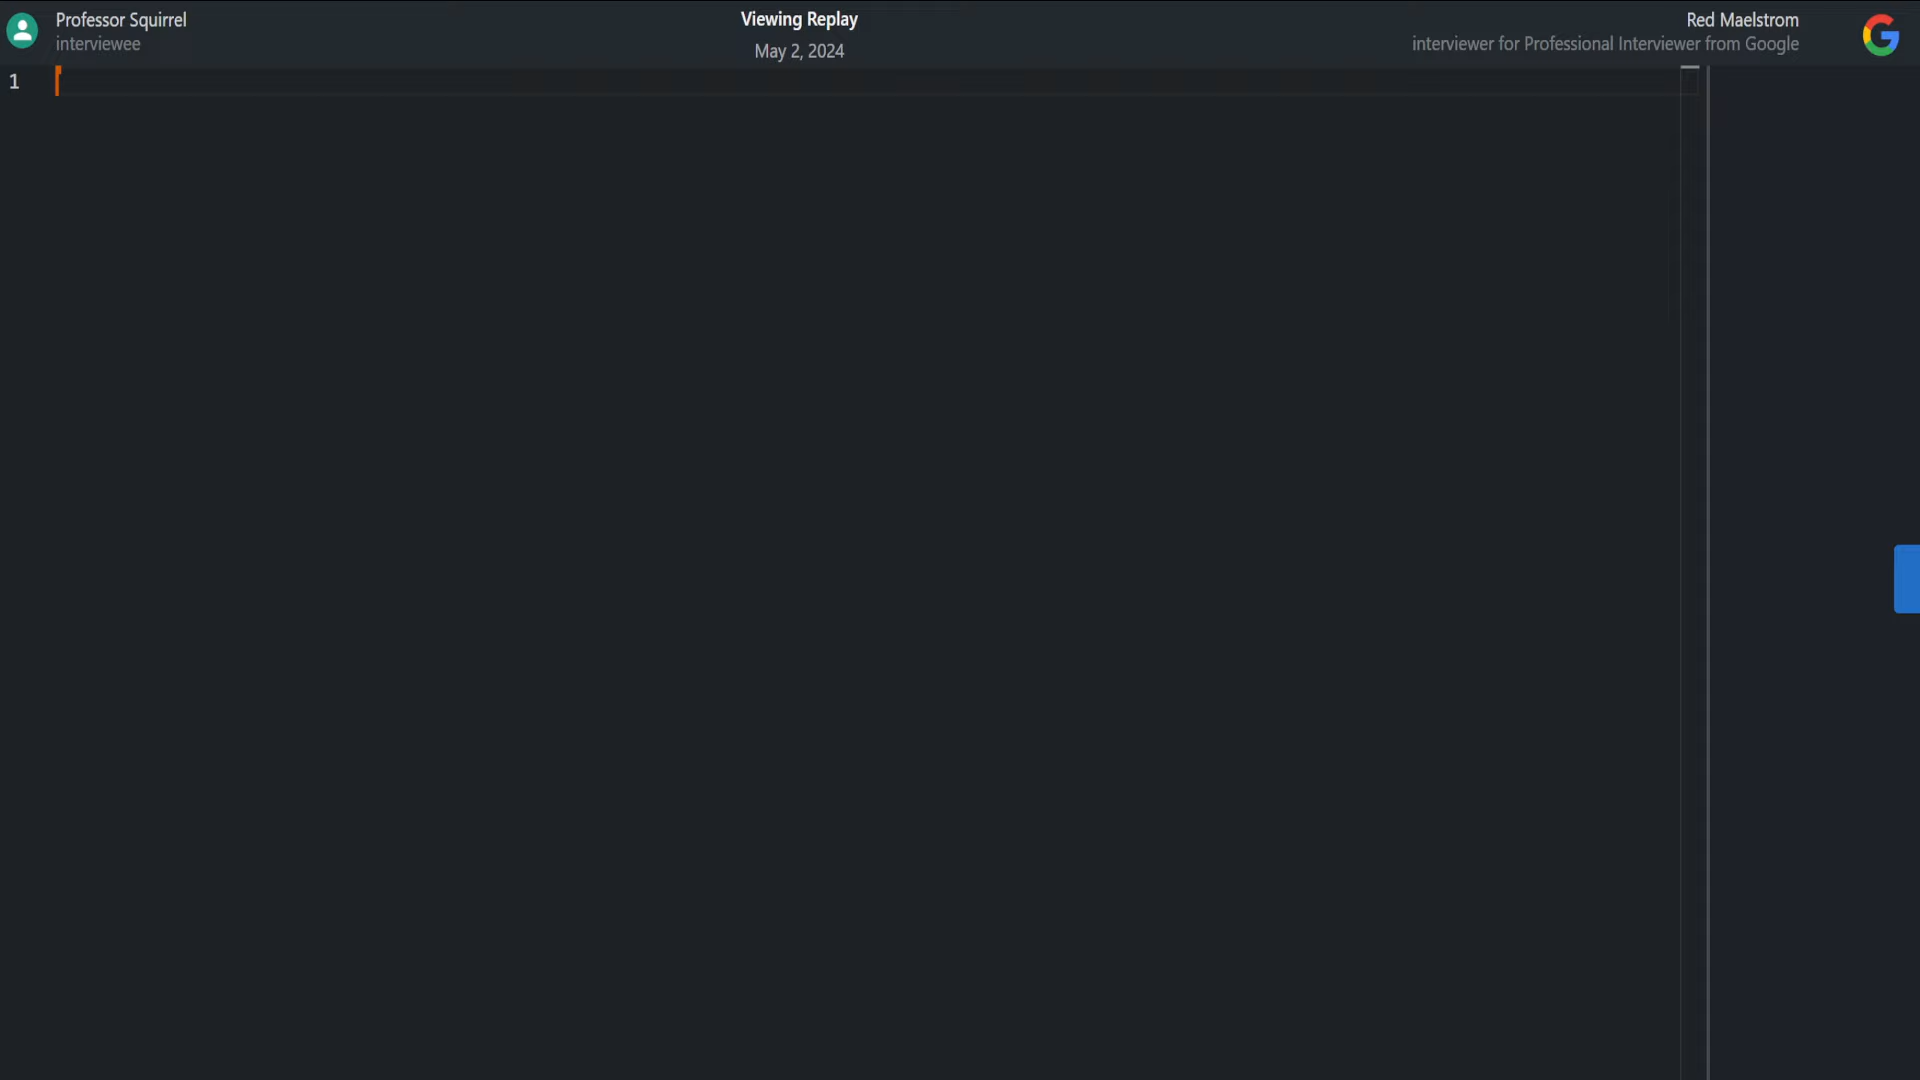 Professor Squirrel
interviewee
Viewing Replay
May 2, 2024
Red Maelstrom
interviewer for Professional Interviewer from Google
1